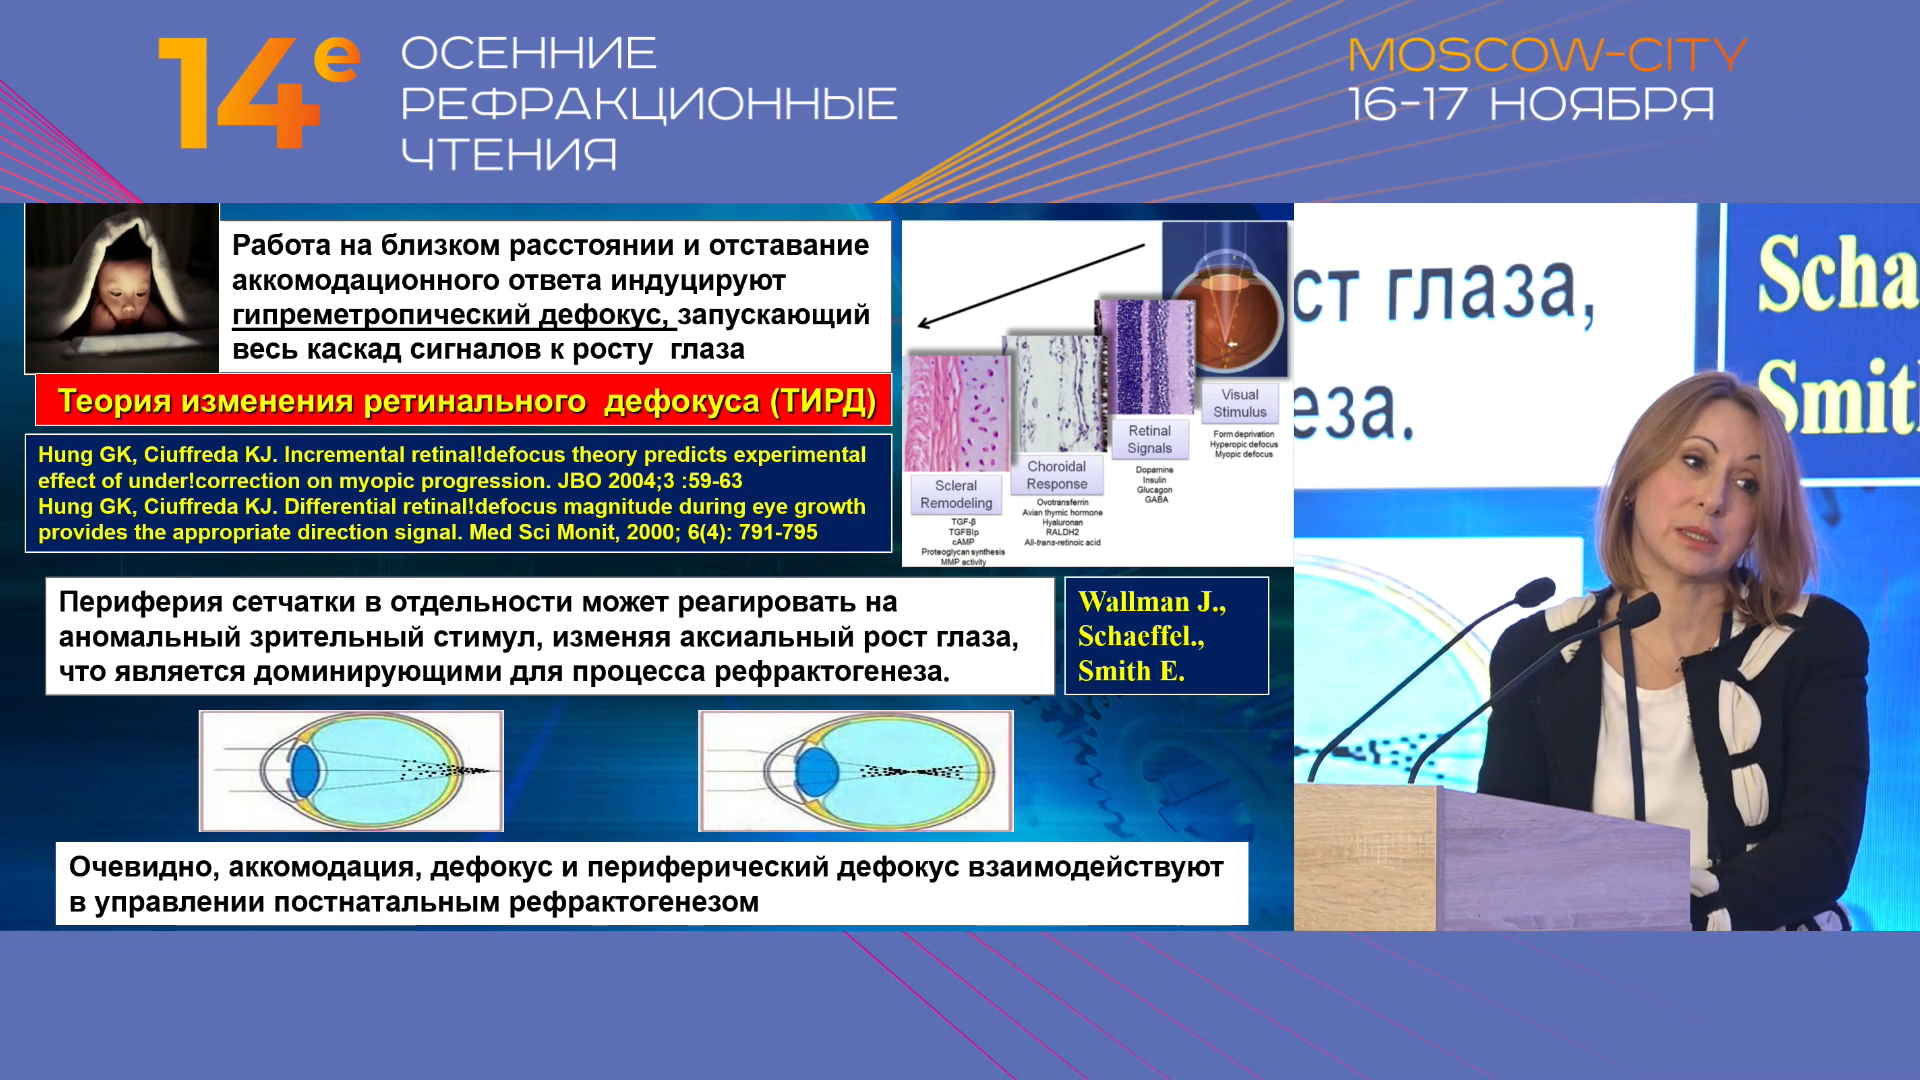 14е
ОСЕННИЕ
РЕФРАКЦИОННЫЕ
ЧТЕНИЯ
MOSCOW-CITY
16-17 НОЯБРЯ
Работа на близком расстоянии и отставание
аккомодационного ответа индуцируют
гипреметропический дефокус, запускающий
весь каскад сигналов к росту глаза
Теория изменения ретинального дефокуса (ТИРД)
Hung GK, Ciuffreda KJ. Incremental retinal!defocus theory predicts experimental
effect of under!correction on myopic progression. JBO 2004;3 :59-63
Hung GK, Ciuffreda KJ. Differential retinal!defocus magnitude during eye growth
provides the appropriate direction signal. Med Sci Monit, 2000; 6(4): 791-795
Visual
Stimulus
Form deprivation
Hyperopic defocus
Myopic defocus
Retinal
Signals
Dopamine
Insulin
Glucagon
GABA
Choroidal
Response
Ovotransferrin
Avian thymic hormone
Hyaluronan
RALDH2
All-trans-retinoic acid
Scleral
Remodeling
TGF-β
TGFBIp
cAMP
Proteoglycan synthesis
MMP activity
Периферия сетчатки в отдельности может реагировать на
аномальный зрительный стимул, изменяя аксиальный рост глаза,
что является доминирующими для процесса рефрактогенеза.
Wallman J.,
Schaeffel.,
Smith E.
Очевидно, аккомодация, дефокус и периферический дефокус взаимодействуют
в управлении постнатальным рефрактогенезом
ст глаза,
еза.
Scha
Smit